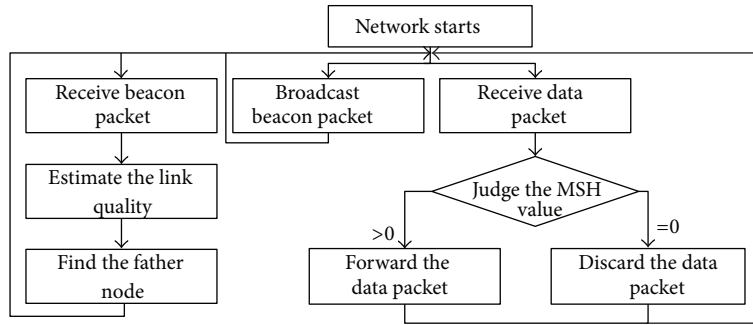 Network starts
Receive beacon
packet
Broadcast
beacon packet
Receive data
packet
Estimate the link
quality
Judge the MSH
value
>0
=0
Find the father
node
Forward the
data packet
Discard the data
packet